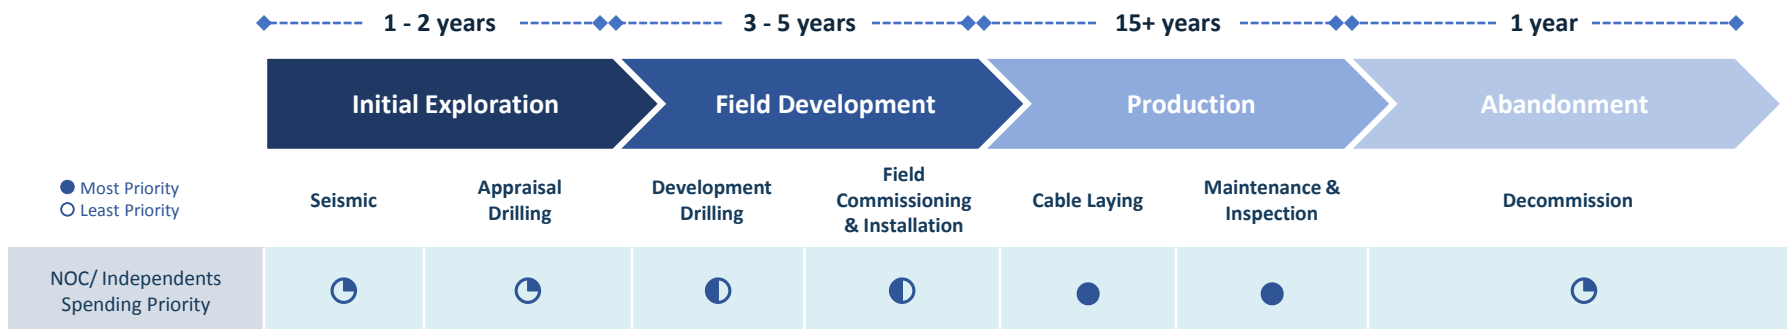 1 - 2 years
3 - 5 years
15+ years
1 year
Initial Exploration
Field Development
Production
Abandonment
Most Priority
Least Priority
Seismic
Appraisal
Drilling
Development
Drilling
Field
Commissioning
& Installation
Cable Laying
Maintenance &
Inspection
Decommission
NOC/ Independents
Spending Priority